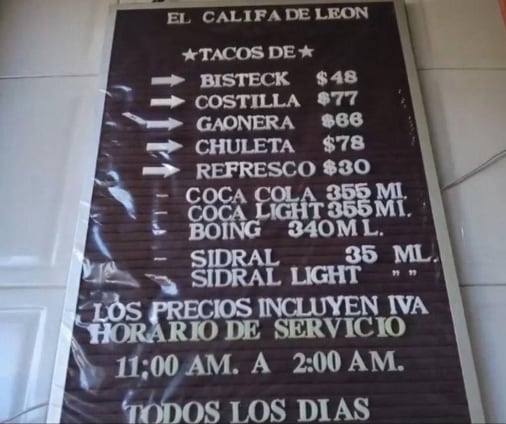 EL CALIFA DE LEON
★TACOS DE★
BISTECK $48
COSTILLA $77
GAONERA $66
CHULETA $78
REFRESCO $30
- COCA COLA 355 ML.
COCA LIGHT 355 ML.
BOING 340 ML.
- SIDRAL 35 ML.
- SIDRAL LIGHT " "
LOS PRECIOS INCLUYEN IVA
HORARIO DE SERVICIO
11:00 AM. A 2:00 AM.
TODOS LOS DIAS